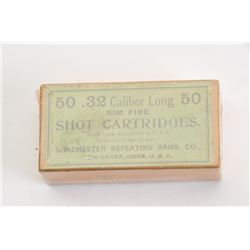 50 .32 Caliber Long 50
RIM FIRE
SHOT CARTRIDGES.
WINCHESTER REPEATING ARMS CO.,
NEW HAVEN, CONN., U.S.A.